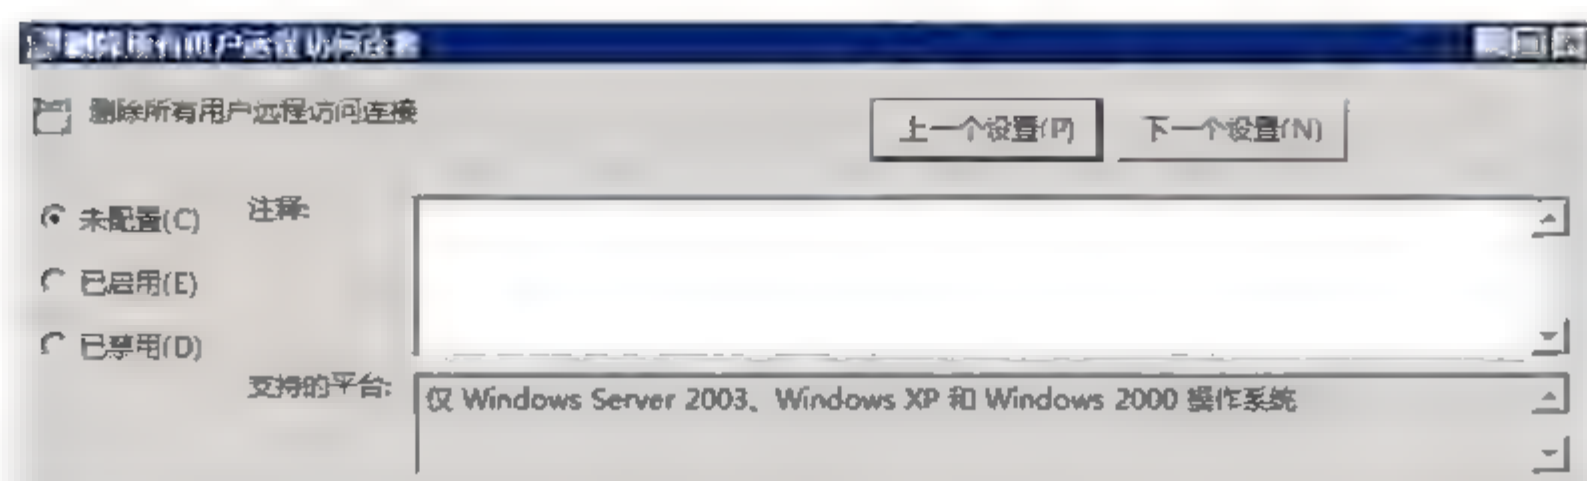 删除所有用户远程访问连接
删除所有用户远程访问连接
上一个设置(P) 下一个设置(N)
未配置(C) 注释:
已启用(E)
已禁用(D)
支持的平台: 仅 Windows Server 2003、Windows XP 和 Windows 2000 操作系统